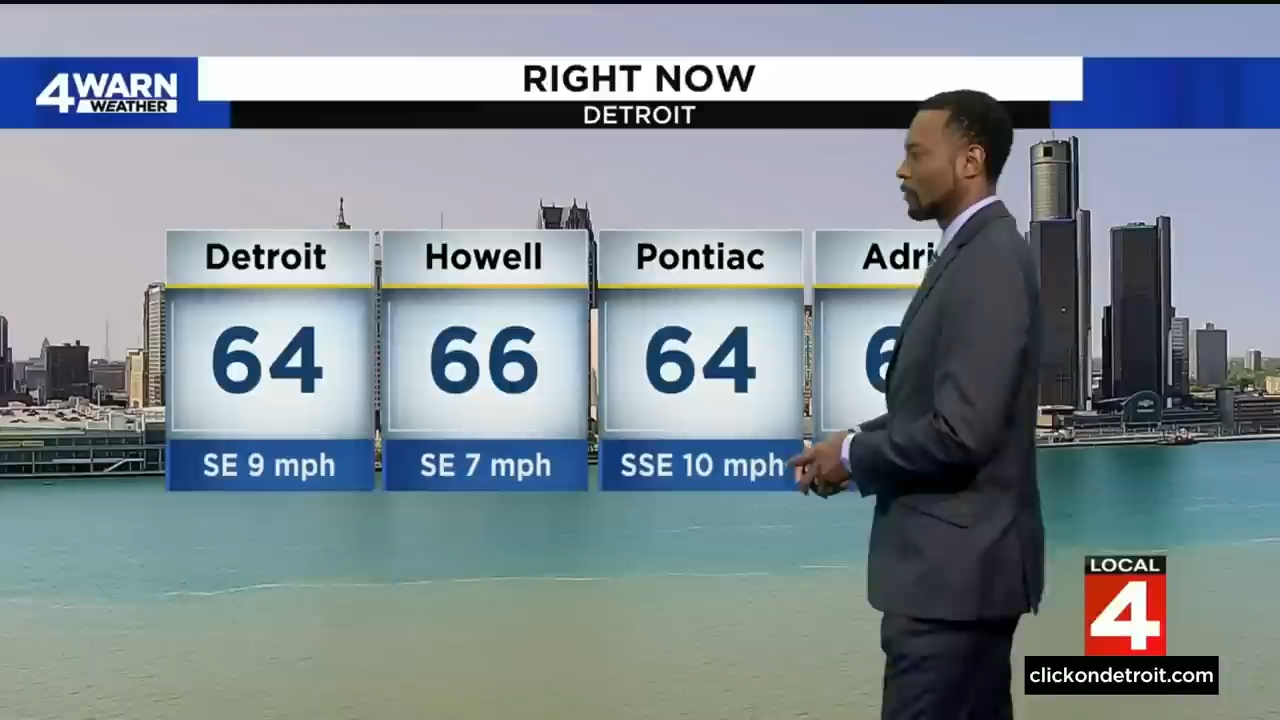 4WARN
WEATHER
RIGHT NOW
DETROIT
Detroit
Howell
Pontiac
64
66
64
SE 9 mph
SE 7 mph
SSE 10 mph
LOCAL
4
clickondetroit.com